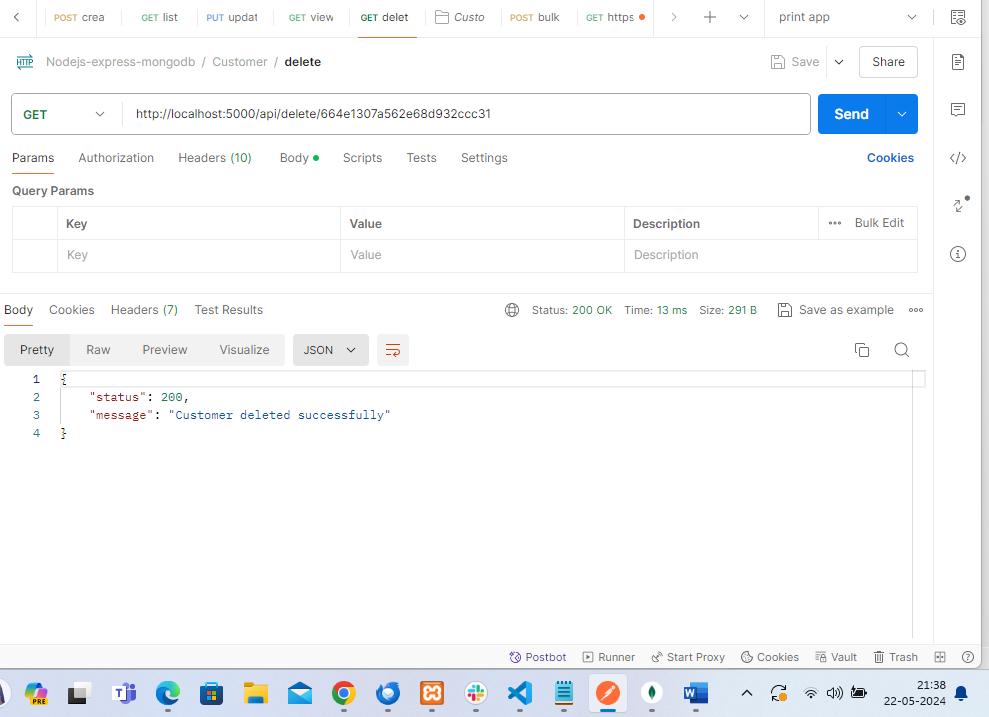 POST crea GET list PUT updat GET view GET delet Custo POST bulk GET https print app
HTTP Nodejs-express-mongodb / Customer / delete Save Share
GET http://localhost:5000/api/delete/664e1307a562e68d932ccc31 Send
Params Authorization Headers (10) Body Scripts Tests Settings Cookies
Query Params
Key Value Description Bulk Edit
Key Value Description
Body Cookies Headers (7) Test Results Status: 200 OK Time: 13 ms Size: 291 B Save as example
Pretty Raw Preview Visualize JSON
1 {
2 "status": 200,
3 "message": "Customer deleted successfully"
4 }
Postbot Runner Start Proxy Cookies Vault Trash
PRE 21:38
22-05-2024